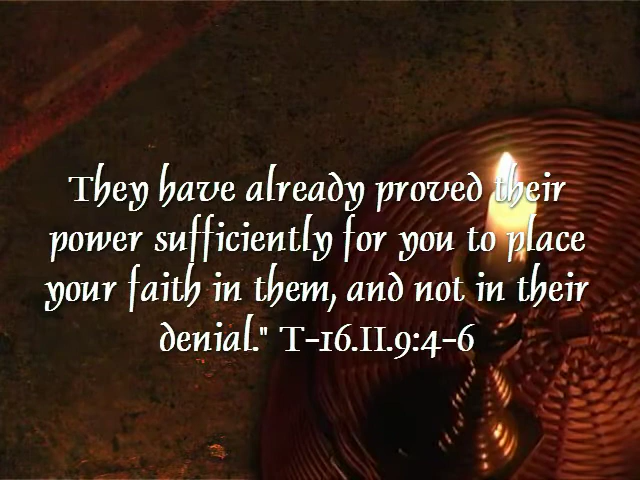 They have already proved their
power sufficiently for you to place
your faith in them, and not in their
denial." T-16.II.9:4-6